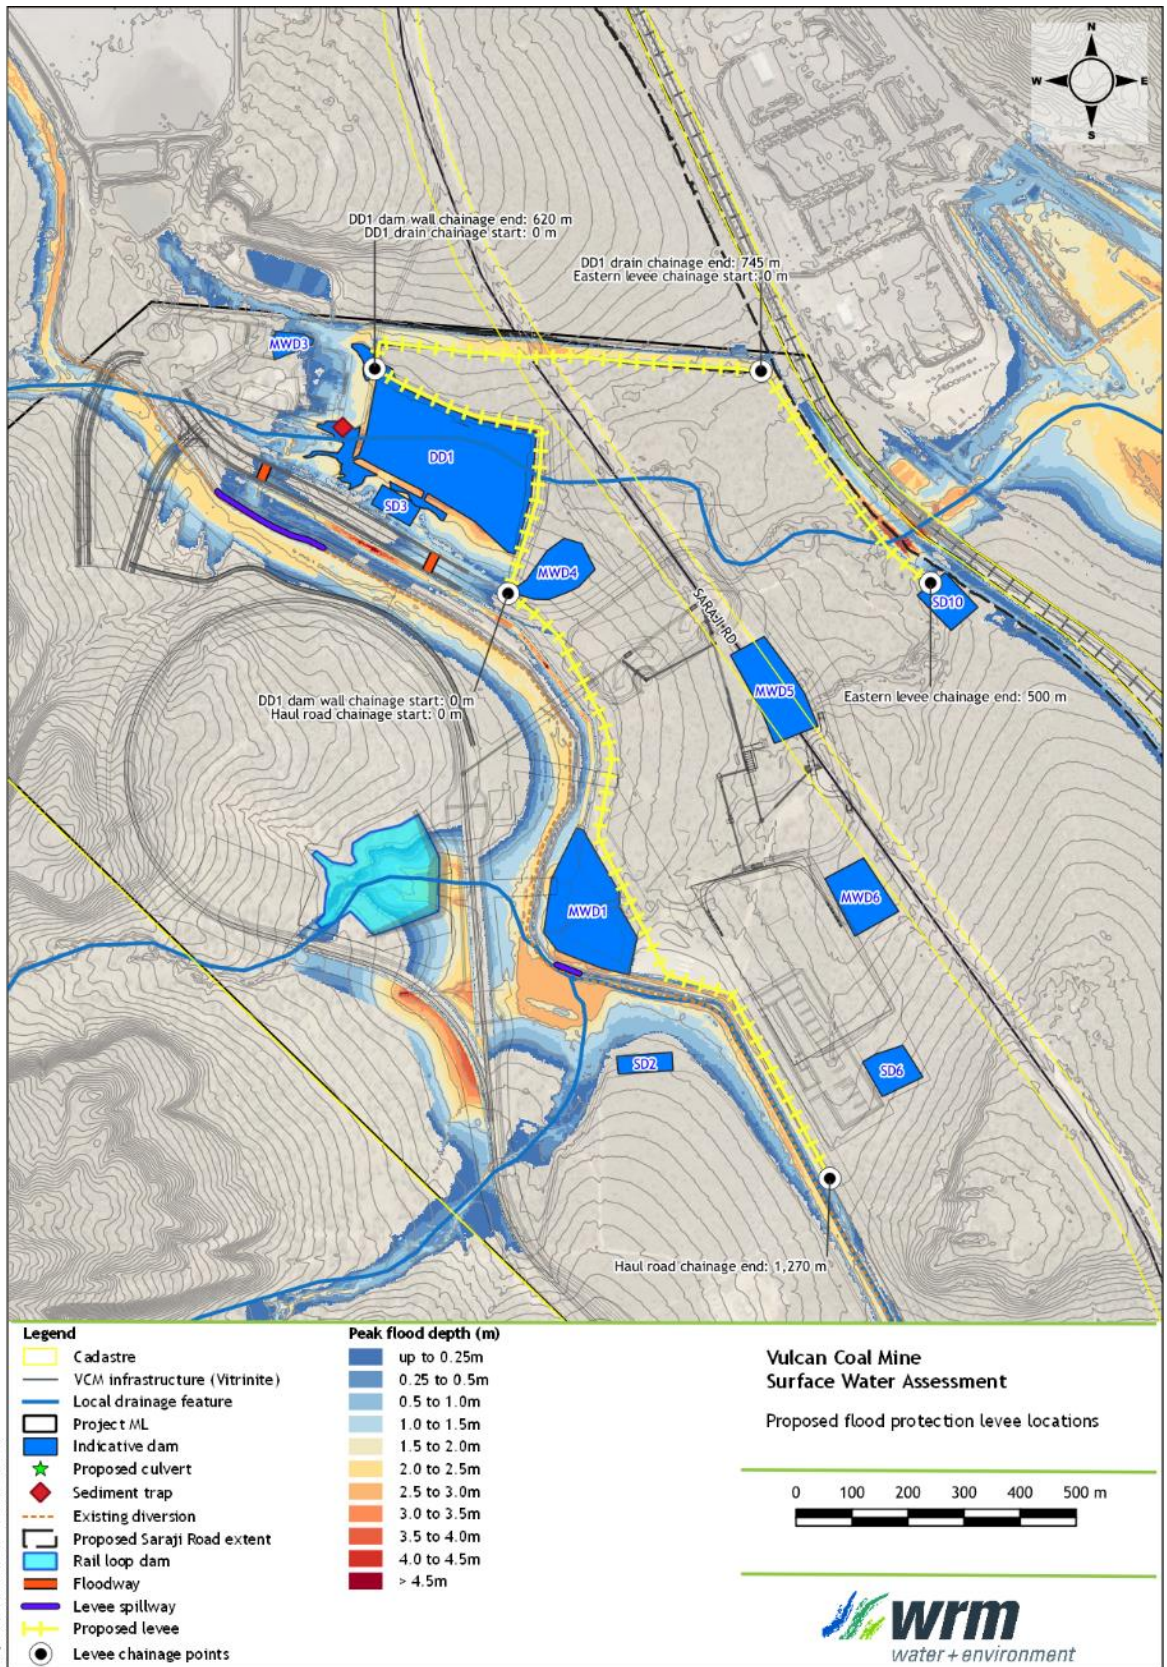 N
W
E
S
DD1 dam wall chainage end: 620 m
DD1 drain chainage start: 0 m
DD1 drain chainage end: 745 m
Eastern levee chainage start: 0 m
MWD3
DD1
SD3
MWD4
SD10
SARAJI RD
MWD5
Eastern levee chainage end: 500 m
DD1 dam wall chainage start: 0 m
Haul road chainage start: 0 m
MWD6
MWD1
SD2
SD6
Haul road chainage end: 1,270 m
Legend
Cadastre
VCM infrastructure (Vitrinite)
Local drainage feature
Project ML
Indicative dam
Proposed culvert
Sediment trap
Existing diversion
Proposed Saraji Road extent
Rail loop dam
Floodway
Levee spillway
Proposed levee
Levee chainage points
Peak flood depth (m)
up to 0.25m
0.25 to 0.5m
0.5 to 1.0m
1.0 to 1.5m
1.5 to 2.0m
2.0 to 2.5m
2.5 to 3.0m
3.0 to 3.5m
3.5 to 4.0m
4.0 to 4.5m
> 4.5m
Vulcan Coal Mine
Surface Water Assessment
Proposed flood protection levee locations
0 100 200 300 400 500 m
wrm
water + environment